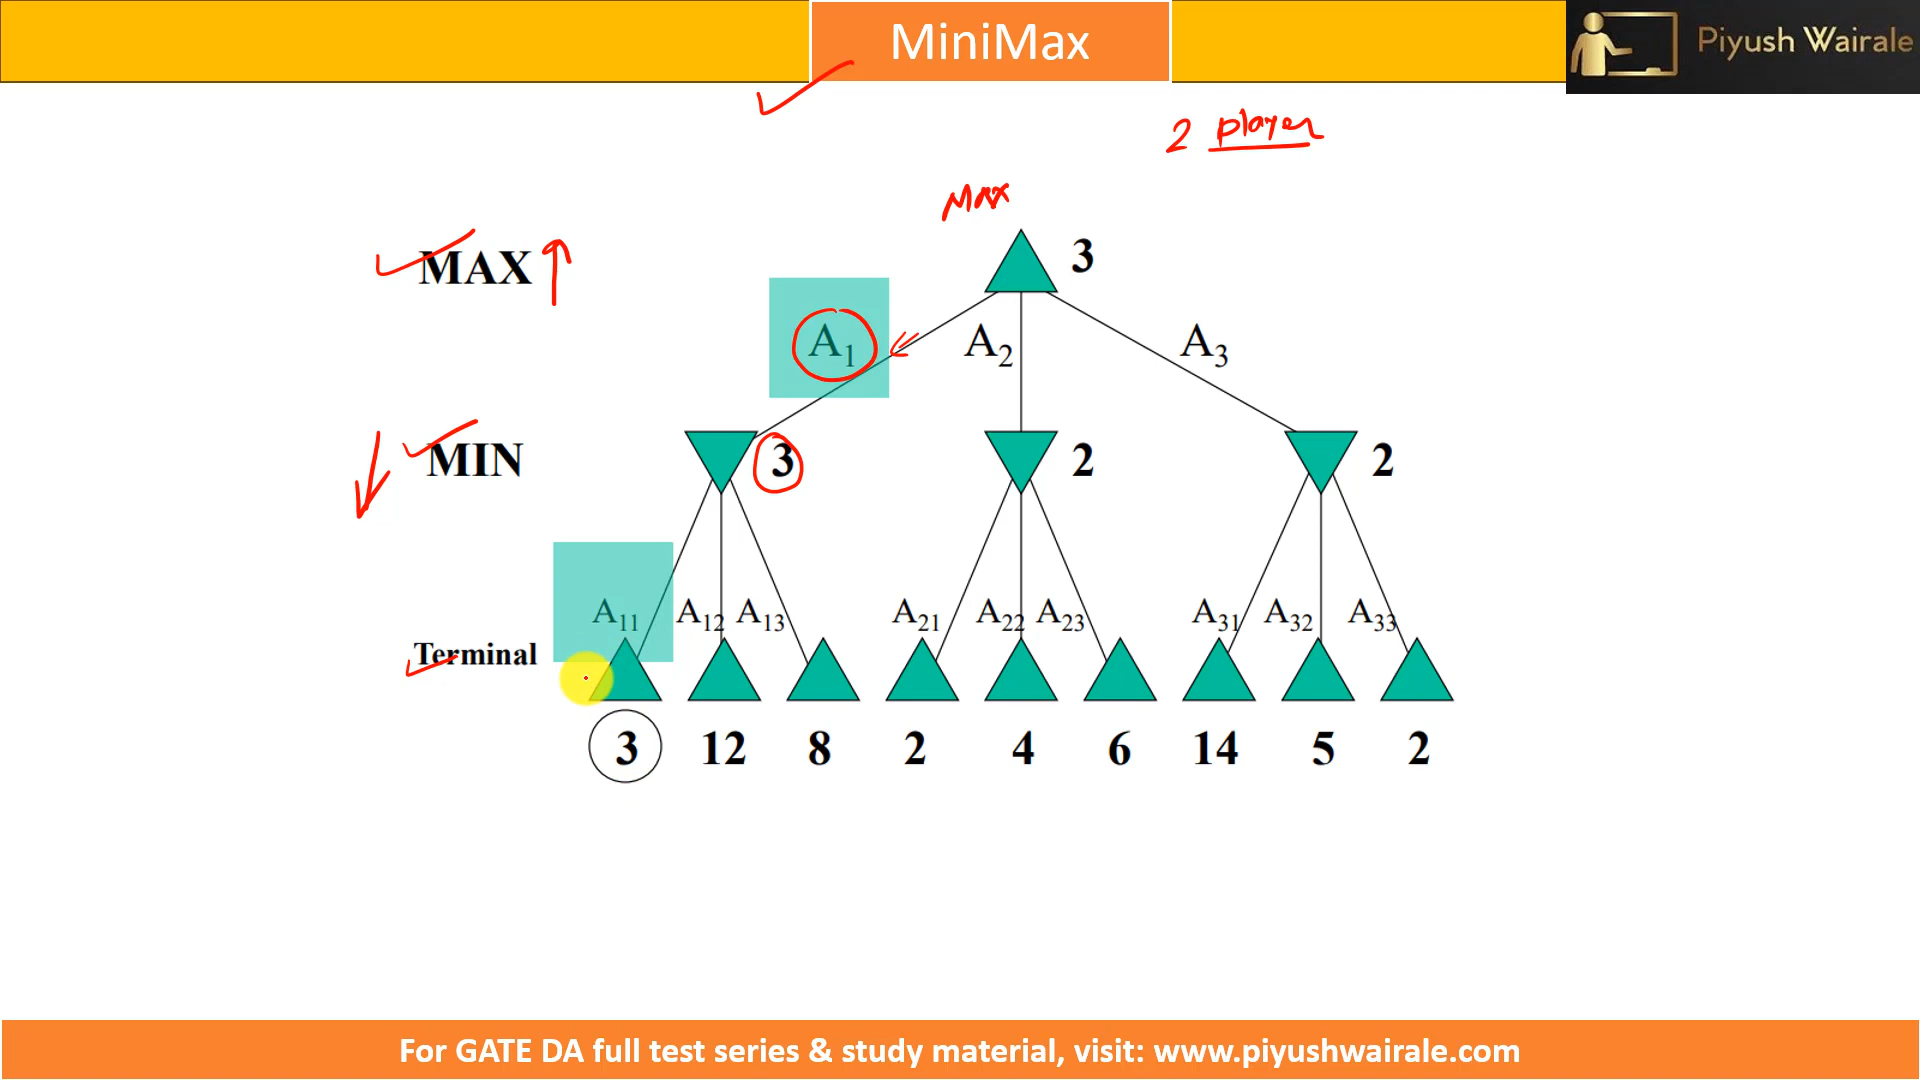 MiniMax
Piyush Wairale
2 player
Max
MAX
3
A1
A2
A3
MIN
3
2
2
A11
A12
A13
A21
A22
A23
A31
A32
A33
Terminal
3 12 8 2 4 6 14 5 2
For GATE DA full test series & study material, visit: www.piyushwairale.com